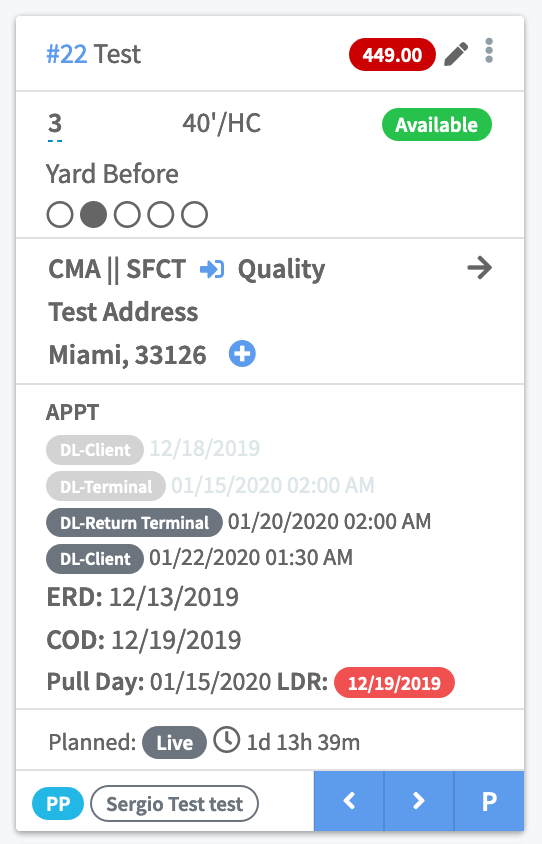 #22 Test 449.00
3 40'/HC Available
Yard Before
CMA || SFCT Quality
Test Address
Miami, 33126
APPT
DL-Client 12/18/2019
DL-Terminal 01/15/2020 02:00 AM
DL-Return Terminal 01/20/2020 02:00 AM
DL-Client 01/22/2020 01:30 AM
ERD: 12/13/2019
COD: 12/19/2019
Pull Day: 01/15/2020 LDR: 12/19/2019
Planned: Live 1d 13h 39m
PP Sergio Test test P